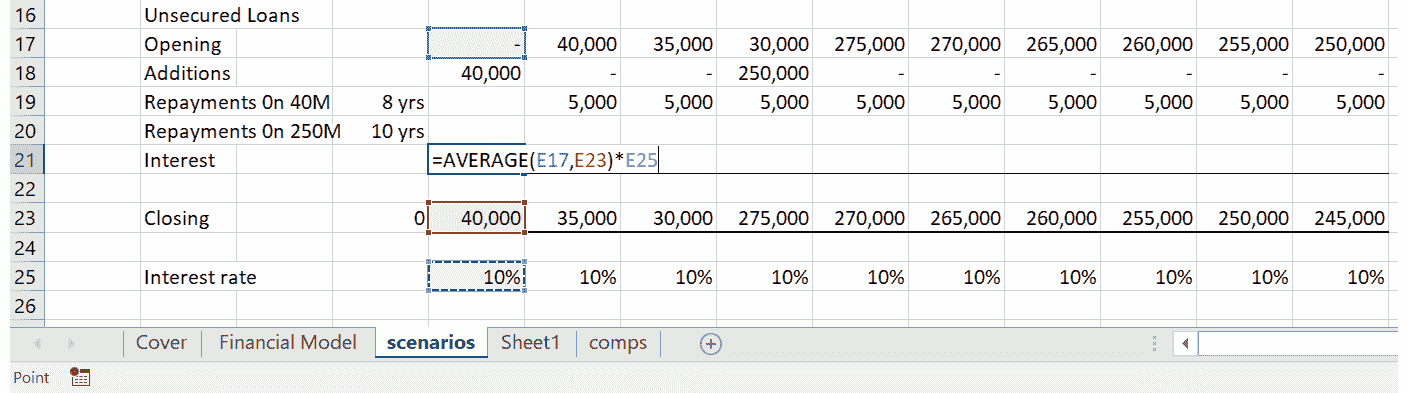 16 Unsecured Loans
17 Opening - 40,000 35,000 30,000 275,000 270,000 265,000 260,000 255,000 250,000
18 Additions 40,000 - - 250,000 - - - - - -
19 Repayments 0n 40M 8 yrs 5,000 5,000 5,000 5,000 5,000 5,000 5,000 5,000 5,000
20 Repayments 0n 250M 10 yrs
21 Interest =AVERAGE(E17,E23)*E25
22
23 Closing 0 40,000 35,000 30,000 275,000 270,000 265,000 260,000 255,000 250,000 245,000
24
25 Interest rate 10% 10% 10% 10% 10% 10% 10% 10% 10% 10%
26
Cover Financial Model scenarios Sheet1 comps
Point